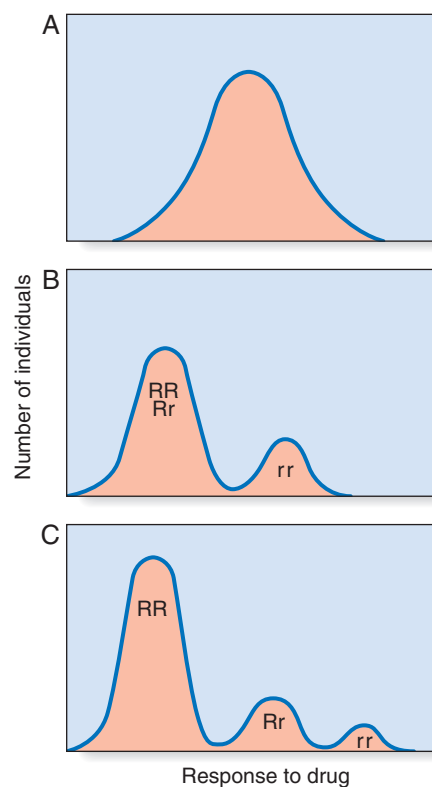 A
B
RR
Rr
rr
C
RR
Rr
rr
Number of individuals
Response to drug